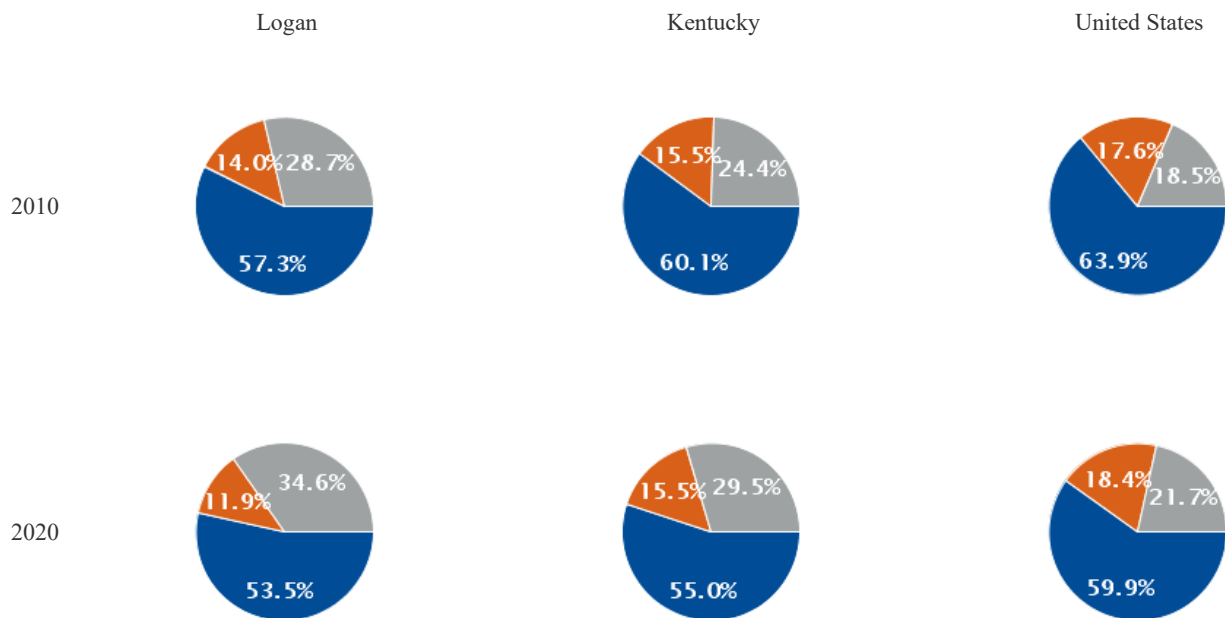 Logan Kentucky United States
14.0% 28.7% 15.5% 24.4% 17.6% 18.5%
2010
57.3% 60.1% 63.9%
11.9% 34.6% 15.5% 29.5% 18.4% 21.7%
2020
53.5% 55.0% 59.9%